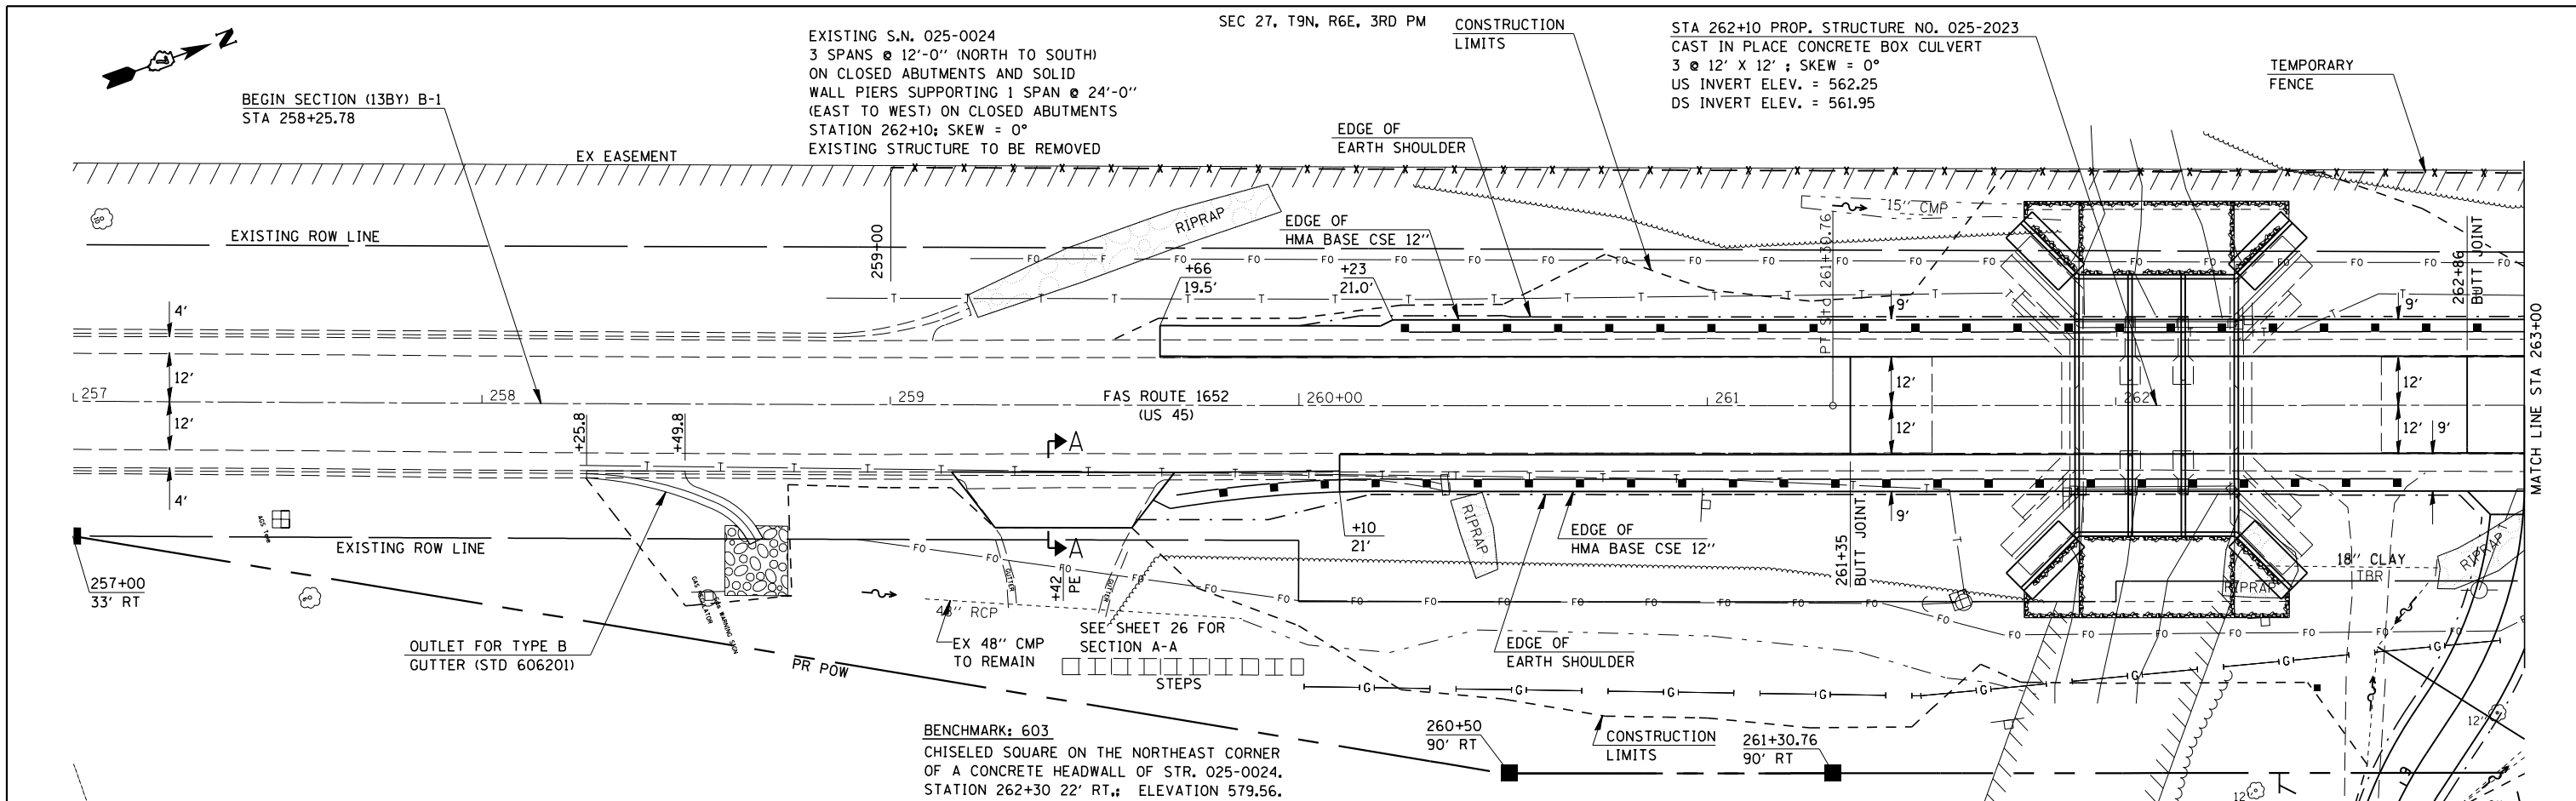 SEC 27, T9N, R6E, 3RD PM
N
BEGIN SECTION (13BY) B-1
STA 258+25.78
EXISTING S.N. 025-0024
3 SPANS @ 12'-0" (NORTH TO SOUTH)
ON CLOSED ABUTMENTS AND SOLID
WALL PIERS SUPPORTING 1 SPAN @ 24'-0"
(EAST TO WEST) ON CLOSED ABUTMENTS
STATION 262+10; SKEW = 0°
EXISTING STRUCTURE TO BE REMOVED
CONSTRUCTION
LIMITS
STA 262+10 PROP. STRUCTURE NO. 025-2023
CAST IN PLACE CONCRETE BOX CULVERT
3 @ 12' X 12' ; SKEW = 0°
US INVERT ELEV. = 562.25
DS INVERT ELEV. = 561.95
TEMPORARY
FENCE
EDGE OF
EARTH SHOULDER
EX EASEMENT
EXISTING ROW LINE
259+00
RIPRAP
EDGE OF
HMA BASE CSE 12"
+66
19.5'
+23
21.0'
15" CMP
PT Sta 261+30.76
262+86
BUTT JOINT
MATCH LINE STA 263+00
4'
12'
12'
4'
9'
12'
12'
9'
9'
12'
12'
9'
257
258
259
260+00
261
262
FAS ROUTE 1652
(US 45)
+25.8
+49.8
A
A
+42
PE
GUTTER
GUTTER
RIPRAP
+10
21'
EDGE OF
HMA BASE CSE 12"
261+35
BUTT JOINT
18" CLAY
TBR
RIPRAP
RIPRAP
EXISTING ROW LINE
257+00
33' RT
GAS REGULATOR
GAS WARNING SIGN
OUTLET FOR TYPE B
GUTTER (STD 606201)
48" RCP
EX 48" CMP
TO REMAIN
SEE SHEET 26 FOR
SECTION A-A
STEPS
EDGE OF
EARTH SHOULDER
PR POW
BENCHMARK: 603
CHISELED SQUARE ON THE NORTHEAST CORNER
OF A CONCRETE HEADWALL OF STR. 025-0024.
STATION 262+30 22' RT.; ELEVATION 579.56.
260+50
90' RT
CONSTRUCTION
LIMITS
261+30.76
90' RT
12"
12"